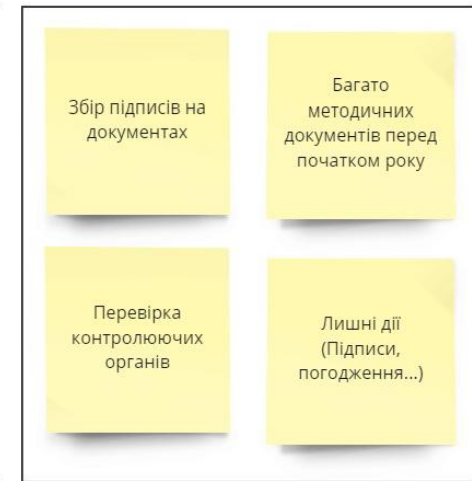 Збір підписів на
документах
Багато
методичних
документів перед
початком року
Перевірка
контролюючих
органів
Лишні дії
(Підписи,
погодження...)